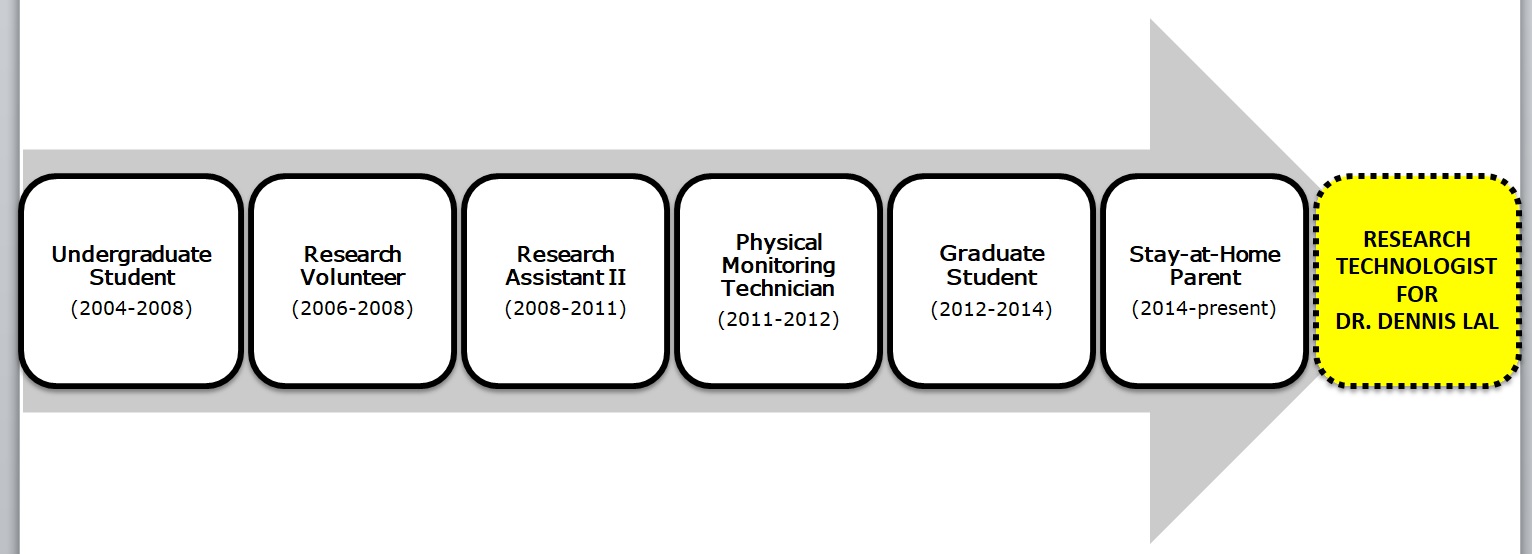 Undergraduate
Student
(2004-2008)
Research
Volunteer
(2006-2008)
Research
Assistant II
(2008-2011)
Physical
Monitoring
Technician
(2011-2012)
Graduate
Student
(2012-2014)
Stay-at-Home
Parent
(2014-present)
RESEARCH
TECHNOLOGIST
FOR
DR. DENNIS LAL